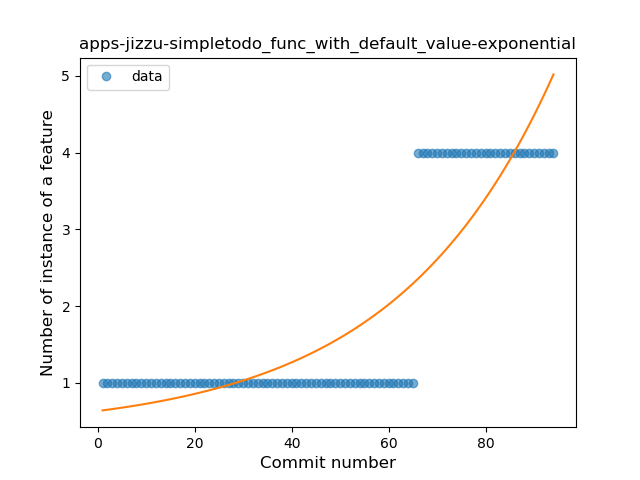 apps-jizzu-simpletodo_func_with_default_value-exponential
data
Number of instance of a feature
5
4
3
2
1
0
20
40
60
80
Commit number